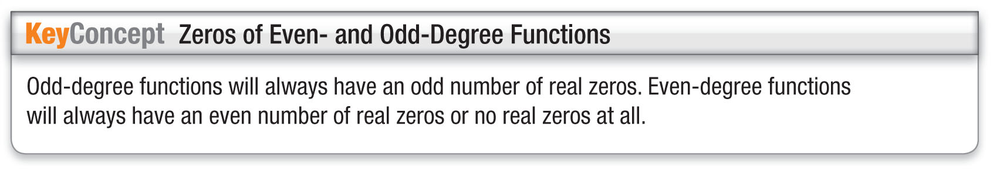 KeyConcept Zeros of Even- and Odd-Degree Functions
Odd-degree functions will always have an odd number of real zeros. Even-degree functions
will always have an even number of real zeros or no real zeros at all.